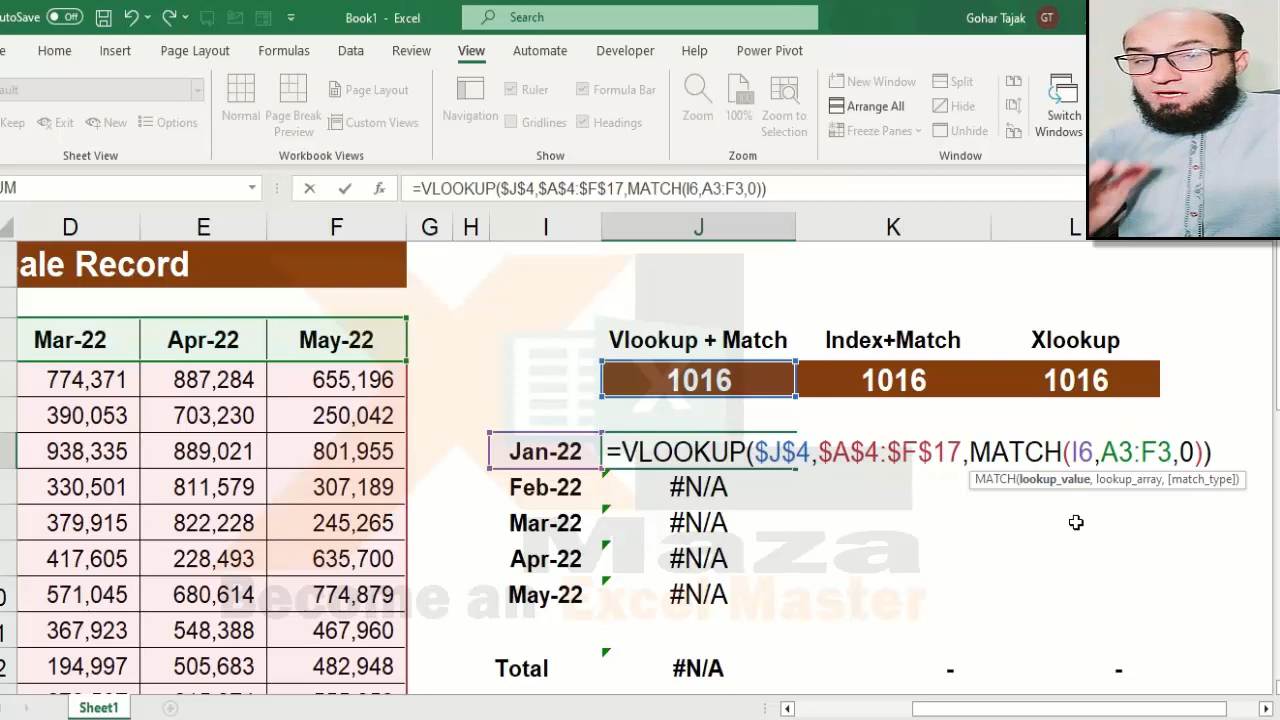 AutoSave Off Book1 - Excel Search Gohar Tajak GT
Home Insert Page Layout Formulas Data Review View Automate Developer Help Power Pivot
Keep Exit New Options
Sheet View
Normal Page Break Preview Page Layout Custom Views
Workbook Views
Navigation Ruler Gridlines Formula Bar Headings
Show
Zoom 100% Zoom to Selection
Zoom
New Window Arrange All Freeze Panes Split Hide Unhide Switch Windows
Window
UM fx =VLOOKUP($J$4,$A$4:$F$17,MATCH(I6,A3:F3,0))
D E F G H I J K L
ale Record
Mar-22 Apr-22 May-22 Vlookup + Match Index+Match Xlookup
774,371 887,284 655,196 1016 1016 1016
390,053 703,230 250,042
938,335 889,021 801,955 Jan-22 =VLOOKUP($J$4,$A$4:$F$17,MATCH(I6,A3:F3,0))
MATCH(lookup_value, lookup_array, [match_type])
330,501 811,579 307,189 Feb-22 #N/A
379,915 822,228 245,265 Mar-22 #N/A
417,605 228,493 635,700 Apr-22 #N/A
571,045 680,614 774,879 May-22 #N/A
367,923 548,388 467,960
194,997 505,683 482,948 Total #N/A - -
Maza
Become an Excel Master
Sheet1